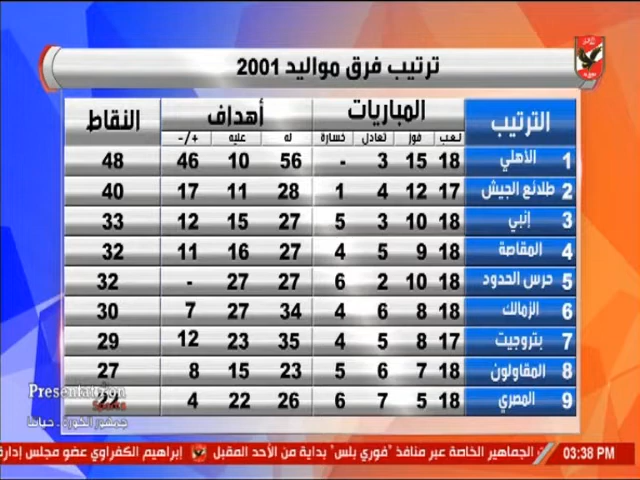 ترتيب فرق مواليد 2001
الترتيب المباريات أهداف النقاط
لعب فوز تعادل خسارة له عليه +/-
1 الأهلي 18 15 3 - 56 10 46 48
2 طلائع الجيش 17 12 4 1 28 11 17 40
3 إنبي 18 10 3 5 27 15 12 33
4 المقاصة 18 9 5 4 27 16 11 32
5 حرس الحدود 18 10 2 6 27 27 - 32
6 الزمالك 18 8 6 4 34 27 7 30
7 بتروجيت 17 8 5 4 35 23 12 29
8 المقاولون 18 7 6 5 23 15 8 27
9 المصري 18 5 7 6 26 22 4
Presentation
Sports
جمهور الكورة .. حياتنا
الجماهير الخاصة عبر منافذ "فوري بلس" بداية من الأحد المقبل إبراهيم الكفراوي عضو مجلس إدارة
03:38 PM